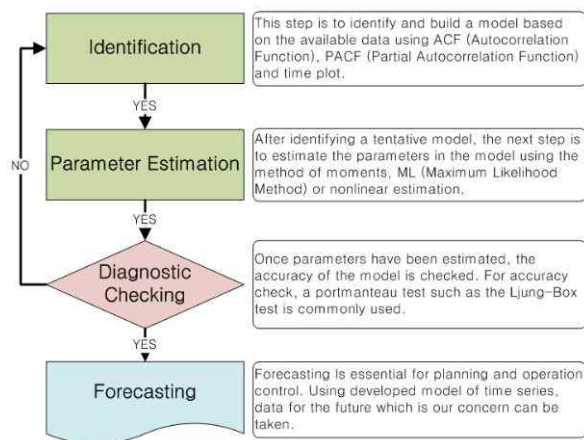 Identification
This step is to identify and build a model based
on the available data using ACF (Autocorrelation
Function), PACF (Partial Autocorrelation Function)
and time plot.
YES
NO
Parameter Estimation
After identifying a tentative model, the next step is
to estimate the parameters in the model using the
method of moments, ML (Maximum Likelihood
Method) or nonlinear estimation.
YES
Diagnostic
Checking
Once parameters have been estimated, the
accuracy of the model is checked. For accuracy
check, a portmanteau test such as the Ljung-Box
test is commonly used.
YES
Forecasting
Forecasting is essential for planning and operation
control. Using developed model of time series,
data for the future which is our concern can be
taken.